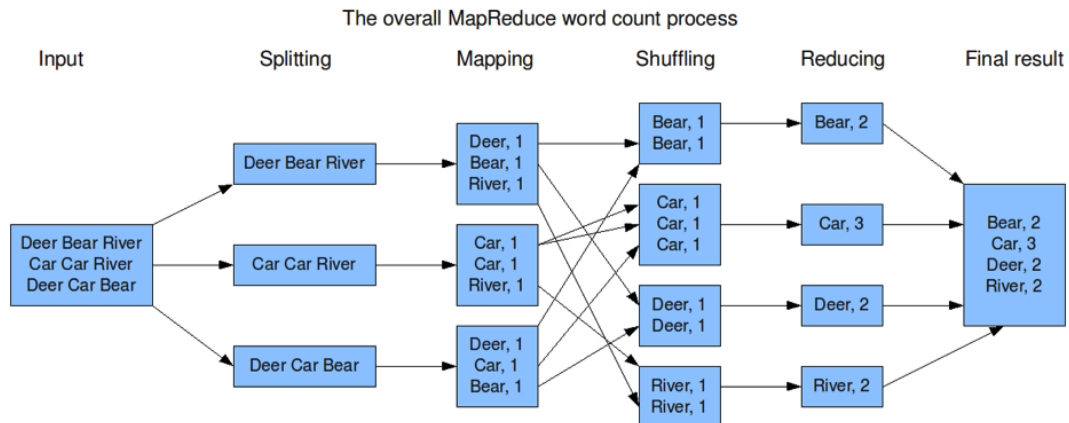 The overall MapReduce word count process
Input
Splitting
Mapping
Shuffling
Reducing
Final result
Deer Bear River
Car Car River
Deer Car Bear
Deer Bear River
Car Car River
Deer Car Bear
Deer, 1
Bear, 1
River, 1
Car, 1
Car, 1
River, 1
Deer, 1
Car, 1
Bear, 1
Bear, 1
Bear, 1
Car, 1
Car, 1
Car, 1
Deer, 1
Deer, 1
River, 1
River, 1
Bear, 2
Car, 3
Deer, 2
River, 2
Bear, 2
Car, 3
Deer, 2
River, 2